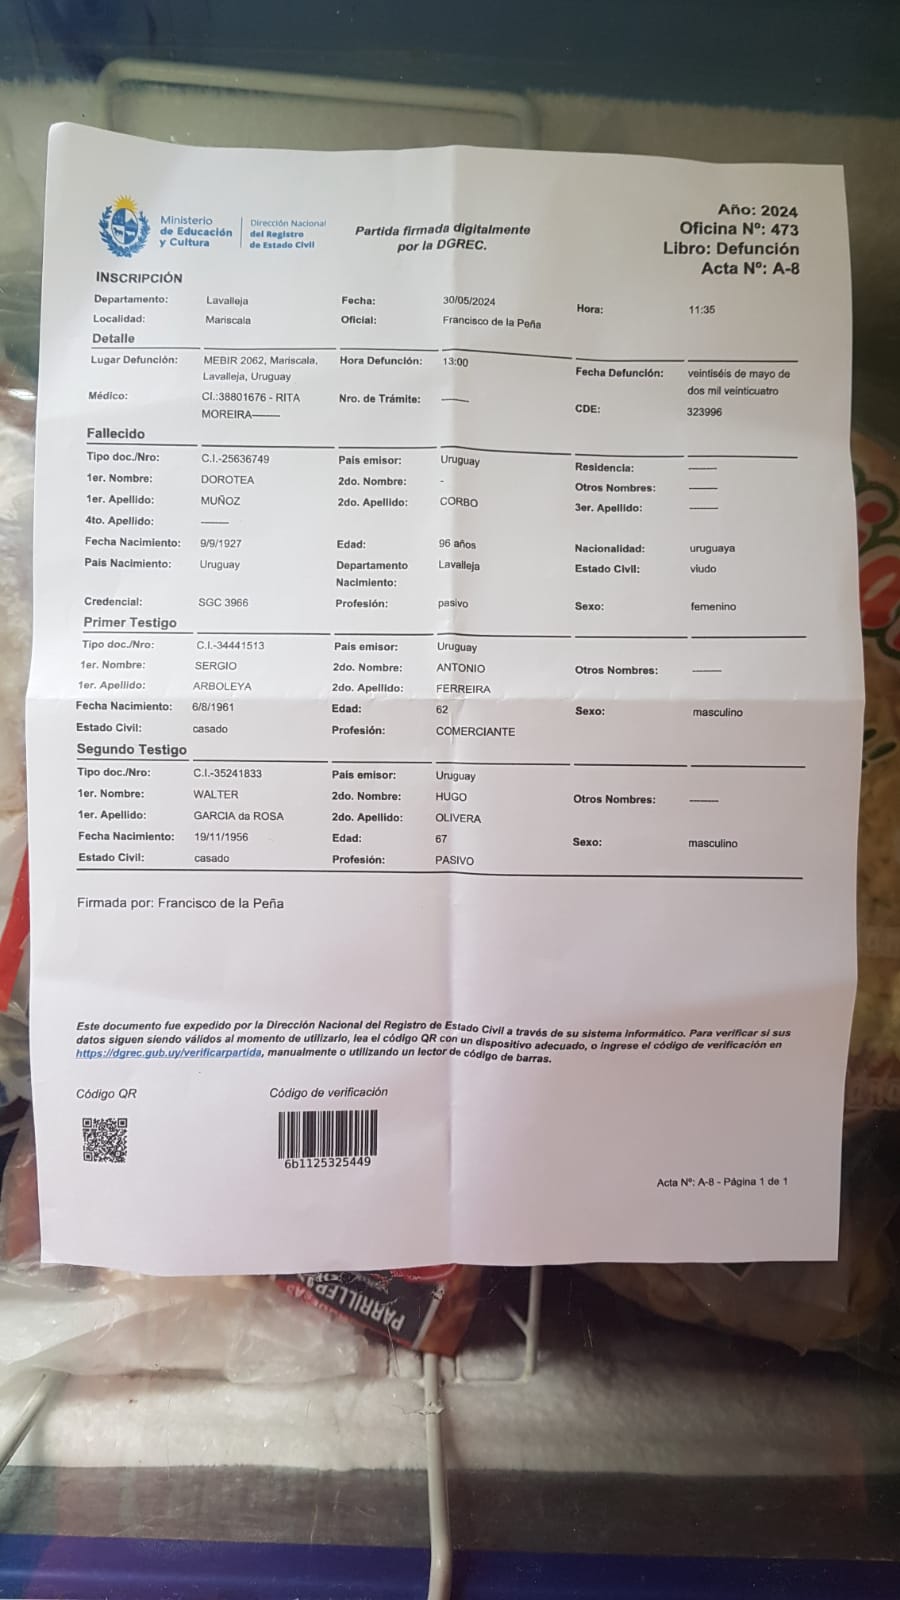 Ministerio
de Educación
y Cultura
Dirección Nacional
del Registro
de Estado Civil
Partida firmada digitalmente
por la DGREC.
Año: 2024
Oficina Nº: 473
Libro: Defunción
Acta Nº: A-8
INSCRIPCIÓN
Departamento: Lavalleja Fecha: 30/05/2024 Hora: 11:35
Localidad: Mariscala Oficial: Francisco de la Peña
Detalle
Lugar Defunción: MEBIR 2062, Mariscala, Hora Defunción: 13:00 Fecha Defunción: veintiséis de mayo de
Lavalleja, Uruguay dos mil veinticuatro
Médico: CI.:38801676 - RITA Nro. de Trámite: ------ CDE: 323996
MOREIRA------
Fallecido
Tipo doc./Nro: C.I.-25636749 Pais emisor: Uruguay Residencia: ------
1er. Nombre: DOROTEA 2do. Nombre: - Otros Nombres: ------
1er. Apellido: MUÑOZ 2do. Apellido: CORBO 3er. Apellido: ------
4to. Apellido: ------
Fecha Nacimiento: 9/9/1927 Edad: 96 años Nacionalidad: uruguaya
Pais Nacimiento: Uruguay Departamento Lavalleja Estado Civil: viudo
Nacimiento:
Credencial: SGC 3966 Profesión: pasivo Sexo: femenino
Primer Testigo
Tipo doc./Nro: C.I.-34441513 Pais emisor: Uruguay
1er. Nombre: SERGIO 2do. Nombre: ANTONIO Otros Nombres: ------
1er. Apellido: ARBOLEYA 2do. Apellido: FERREIRA
Fecha Nacimiento: 6/8/1961 Edad: 62 Sexo: masculino
Estado Civil: casado Profesión: COMERCIANTE
Segundo Testigo
Tipo doc./Nro: C.I.-35241833 Pais emisor: Uruguay
1er. Nombre: WALTER 2do. Nombre: HUGO Otros Nombres: ------
1er. Apellido: GARCIA da ROSA 2do. Apellido: OLIVERA
Fecha Nacimiento: 19/11/1956 Edad: 67 Sexo: masculino
Estado Civil: casado Profesión: PASIVO
Firmada por: Francisco de la Peña
Este documento fue expedido por la Dirección Nacional del Registro de Estado Civil a través de su sistema informático. Para verificar si sus
datos siguen siendo válidos al momento de utilizarlo, lea el código QR con un dispositivo adecuado, o ingrese el código de verificación en
https://dgrec.gub.uy/verificarpartida, manualmente o utilizando un lector de código de barras.
Código QR Código de verificación
6b1125325449
Acta Nº: A-8 - Página 1 de 1
PARRILLERA